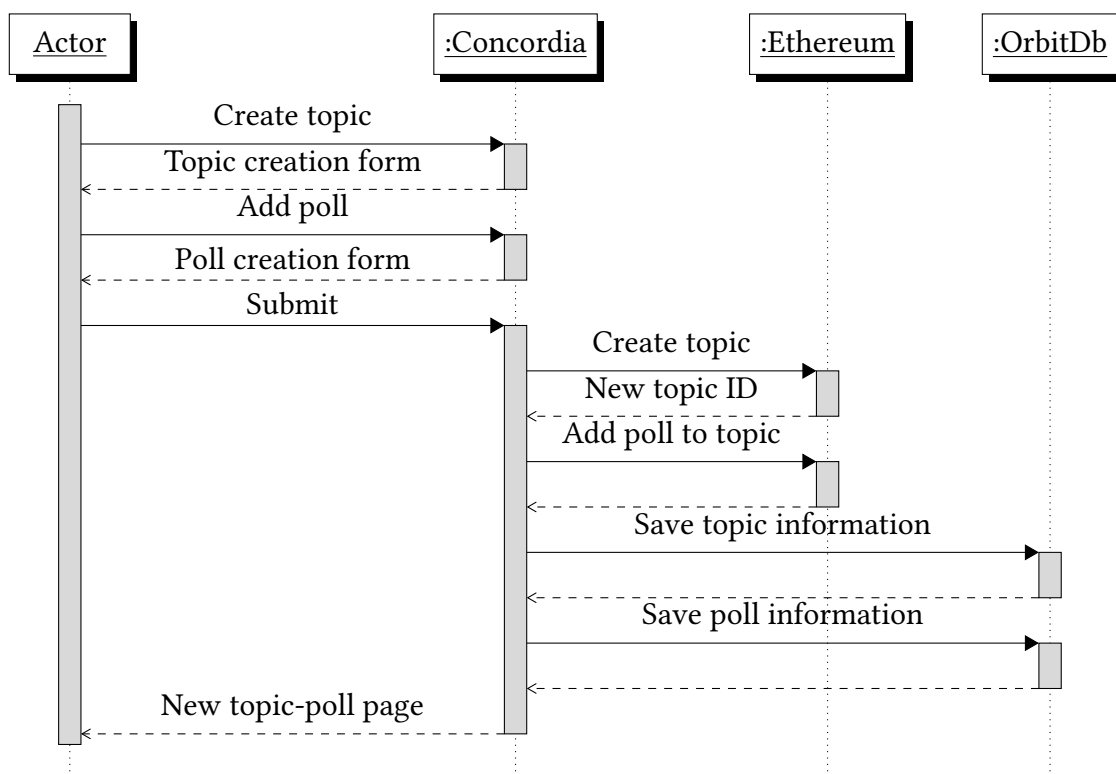 Actor
:Concordia
:Ethereum
:OrbitDb
Create topic
Topic creation form
Add poll
Poll creation form
Submit
Create topic
New topic ID
Add poll to topic
Save topic information
Save poll information
New topic-poll page